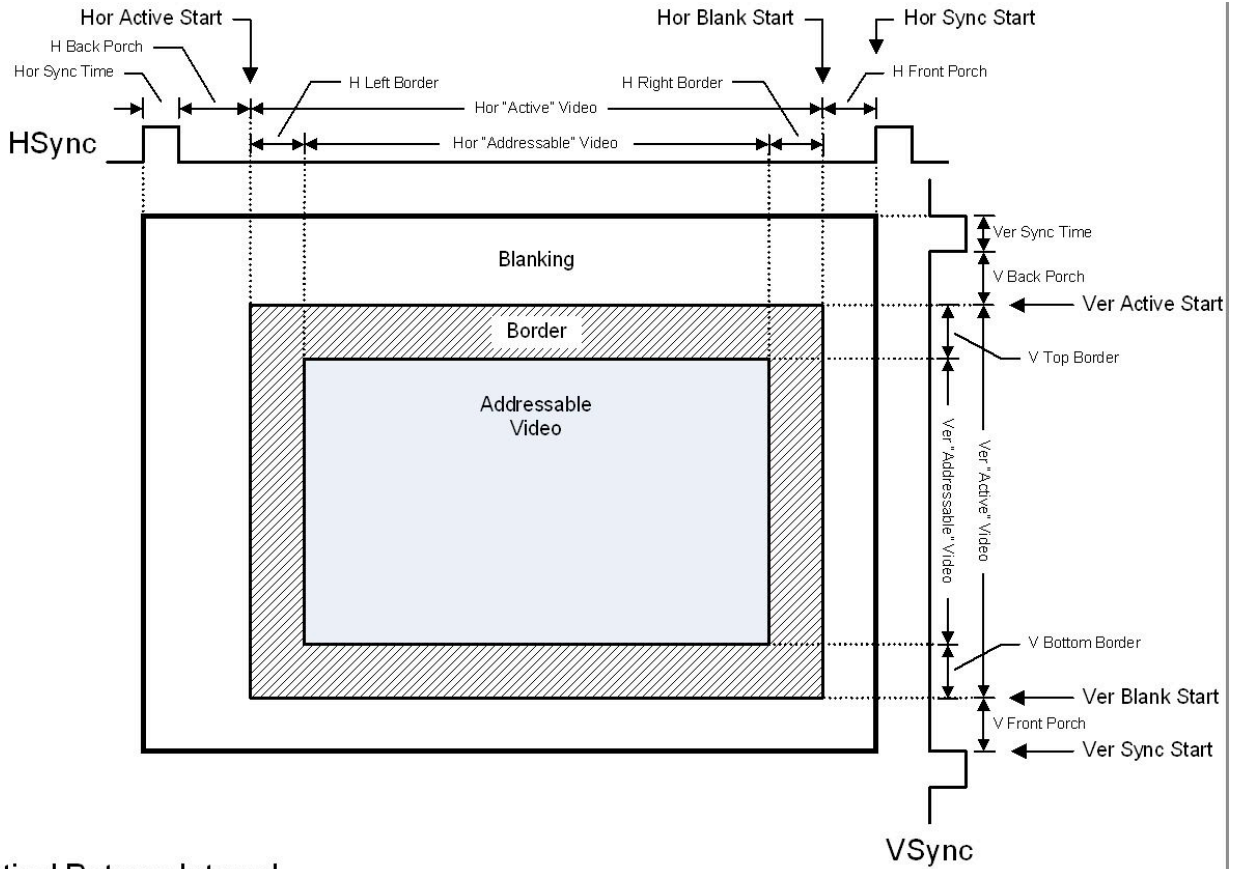 Hor Active Start
Hor Blank Start
Hor Sync Start
H Back Porch
Hor Sync Time
H Left Border
H Right Border
H Front Porch
Hor "Active" Video
HSync
Hor "Addressable" Video
Ver Sync Time
Blanking
V Back Porch
Ver Active Start
Border
V Top Border
Addressable
Video
Ver "Addressable" Video
Ver "Active" Video
V Bottom Border
Ver Blank Start
V Front Porch
Ver Sync Start
VSync